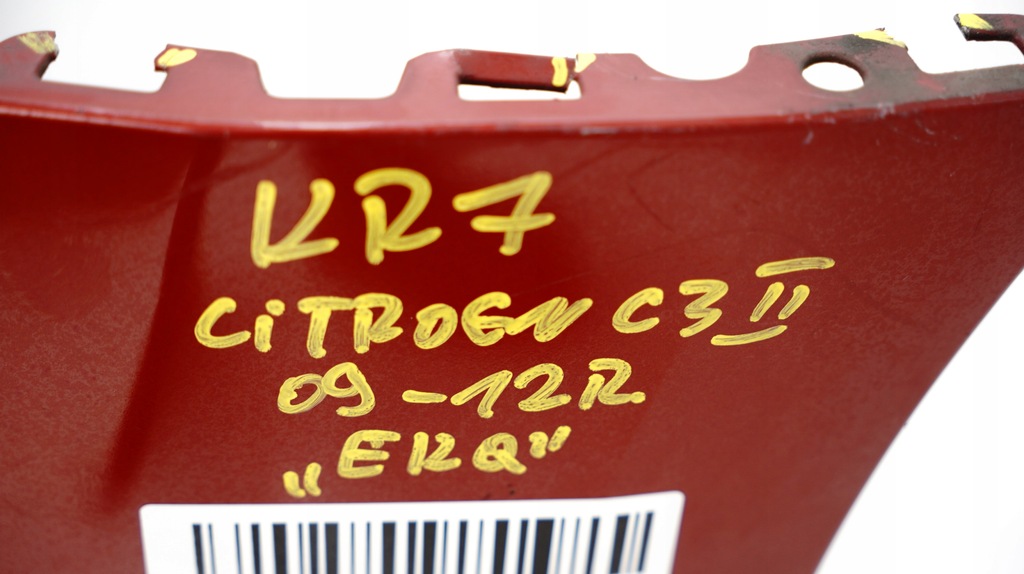 KR7
CiTROEN C3 II
09-12R
„EKQ"